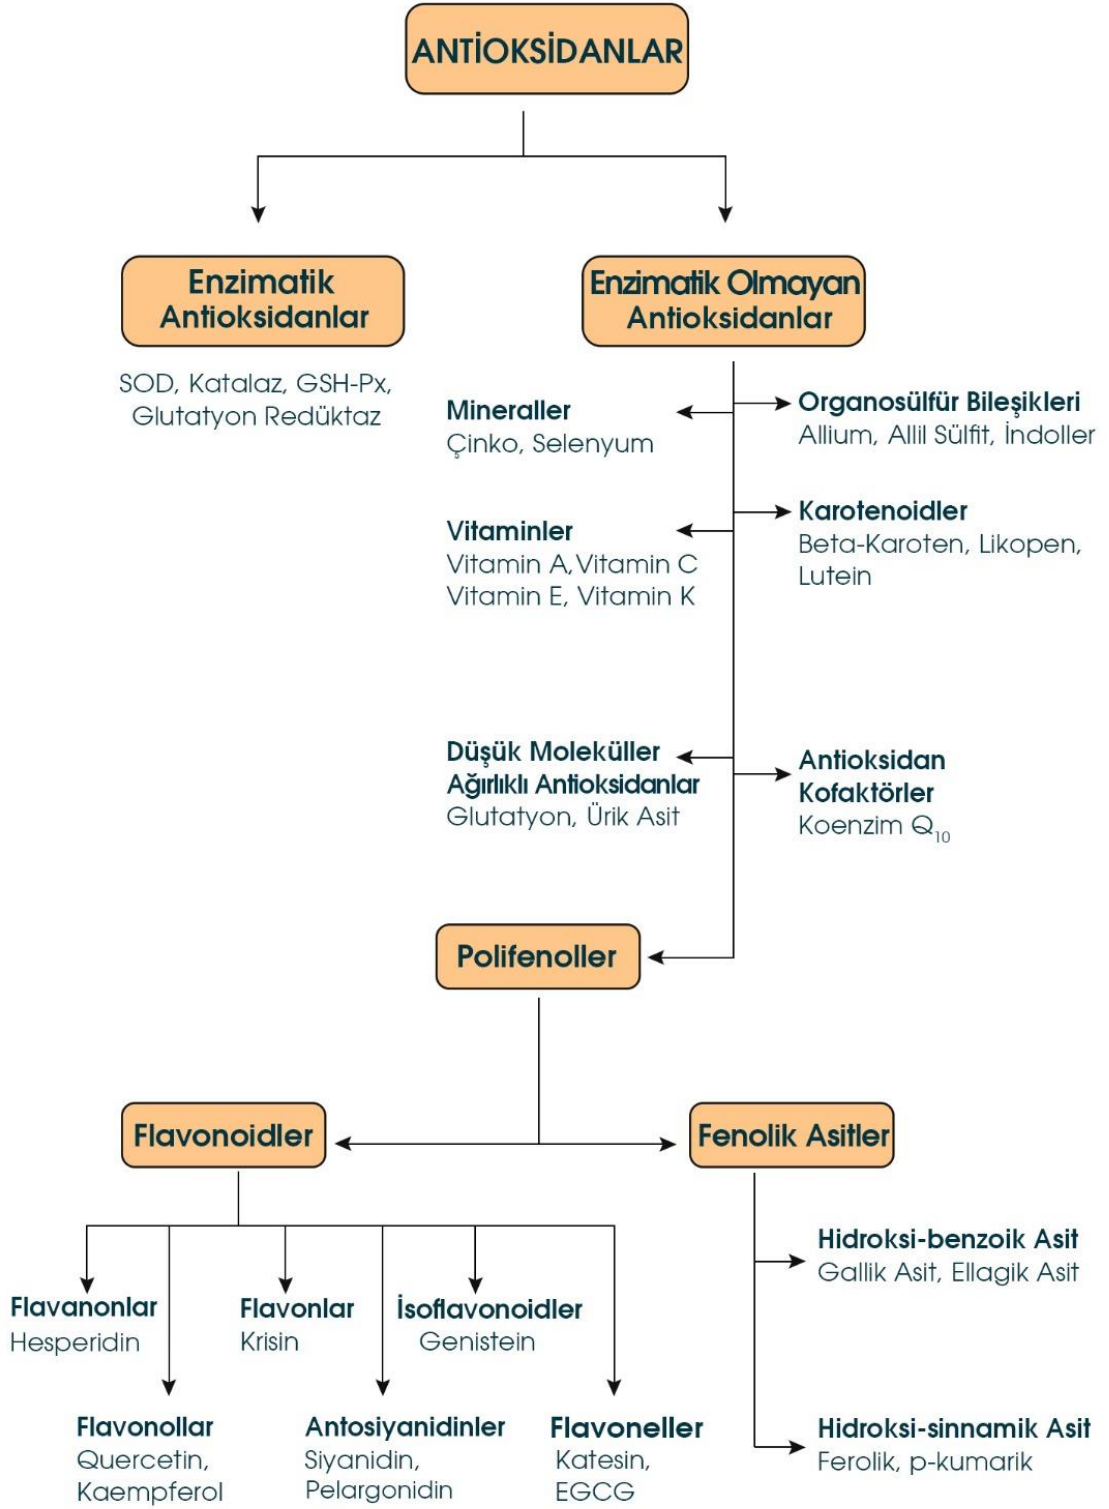 ANTİOKSİDANLAR
Enzimatik
Antioksidanlar
SOD, Katalaz, GSH-Px,
Glutatyon Redüktaz
Enzimatik Olmayan
Antioksidanlar
Mineraller
Çinko, Selenyum
Organosülfür Bileşikleri
Allium, Allil Sülfit, İndoller
Vitaminler
Vitamin A, Vitamin C
Vitamin E, Vitamin K
Karotenoidler
Beta-Karoten, Likopen,
Lutein
Düşük Moleküller
Ağırlıklı Antioksidanlar
Glutatyon, Ürik Asit
Antioksidan
Kofaktörler
Koenzim Q₁₀
Polifenoller
Flavonoidler
Fenolik Asitler
Flavanonlar
Hesperidin
Flavonlar
Krisin
İsoflavonoidler
Genistein
Flavonollar
Quercetin,
Kaempferol
Antosiyanidinler
Siyanidin,
Pelargonidin
Flavoneller
Katesin,
EGCG
Hidroksi-benzoik Asit
Gallik Asit, Ellagik Asit
Hidroksi-sinnamik Asit
Ferolik, p-kumarik